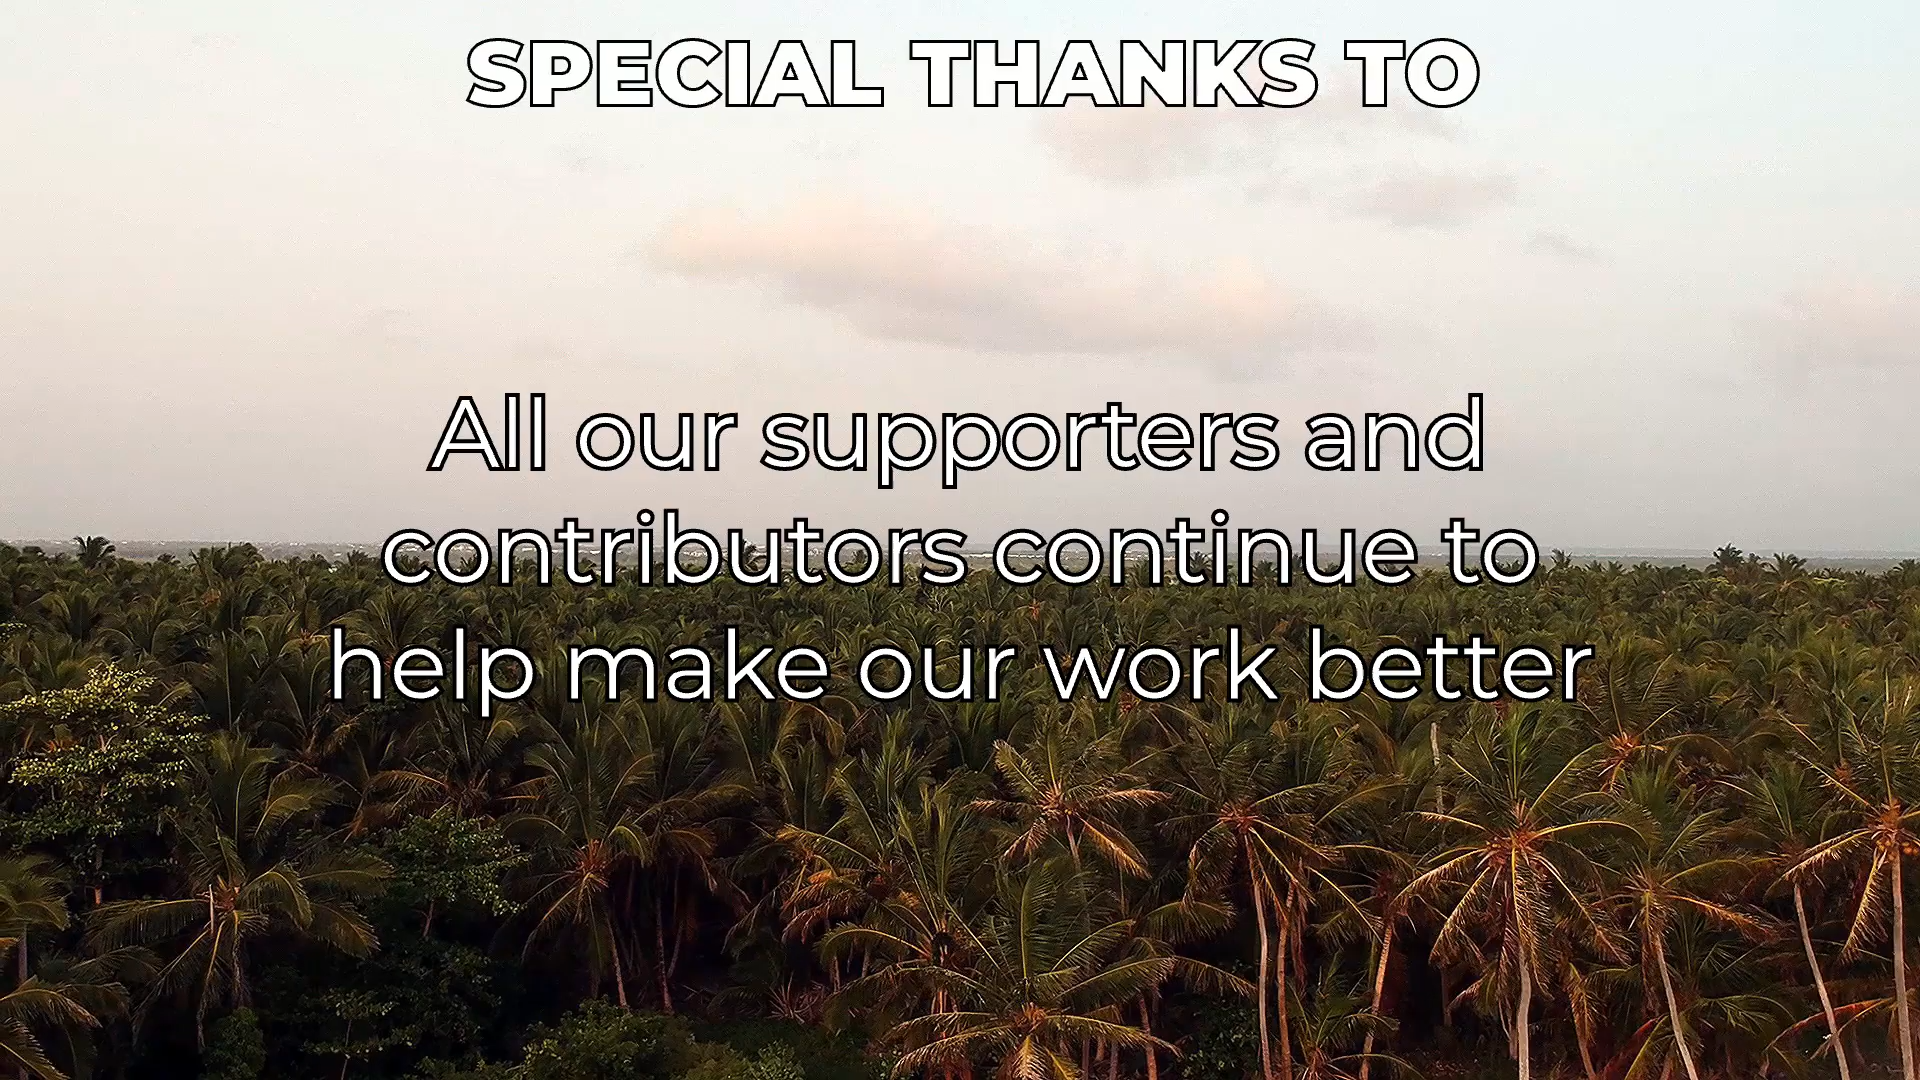 SPECIAL THANKS TO
All our supporters and
contributors continue to
help make our work better